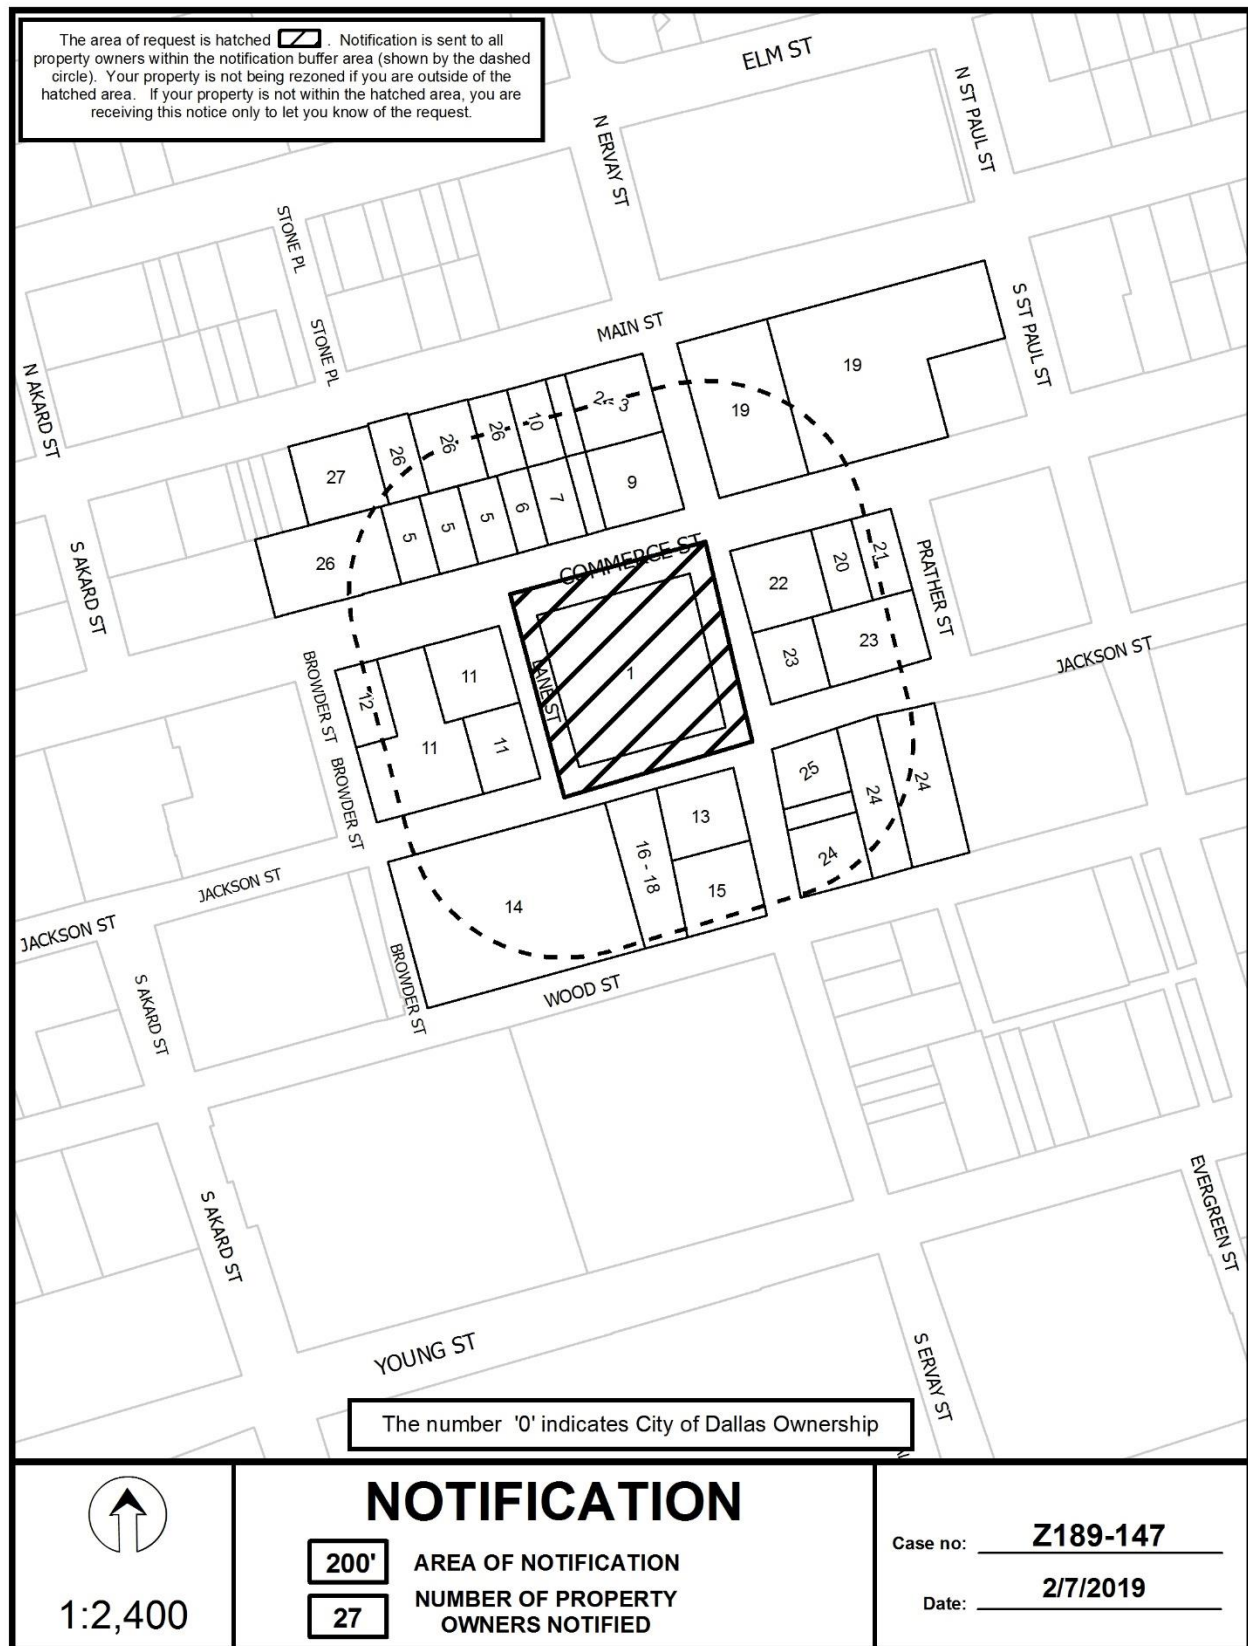 The area of request is hatched . Notification is sent to all
property owners within the notification buffer area (shown by the dashed
circle). Your property is not being rezoned if you are outside of the
hatched area. If your property is not within the hatched area, you are
receiving this notice only to let you know of the request.
ELM ST
N ST PAUL ST
N ERVAY ST
STONE PL
STONE PL
MAIN ST
S ST PAUL ST
N AKARD ST
19
19
2 - 3
10
26
26
26
27
9
7
6
5
5
5
26
COMMERCE ST
S AKARD ST
22
20
21
PRATHER ST
23
23
JACKSON ST
BROWDER ST
12
11
11
11
LANE ST
1
BROWDER ST
25
24
24
24
13
16 - 18
15
14
JACKSON ST
JACKSON ST
BROWDER ST
WOOD ST
S AKARD ST
S AKARD ST
EVERGREEN ST
YOUNG ST
S ERVAY ST
The number '0' indicates City of Dallas Ownership
1:2,400
NOTIFICATION
200' AREA OF NOTIFICATION
27 NUMBER OF PROPERTY
OWNERS NOTIFIED
Case no: Z189-147
Date: 2/7/2019